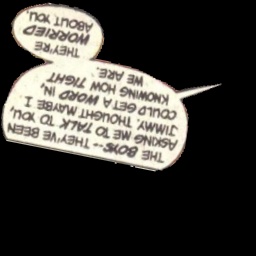 THE BOYS -- THEY'VE BEEN
ASKING ME TO TALK TO YOU,
JIMMY. THOUGHT MAYBE I
COULD GET A WORD IN,
KNOWING HOW TIGHT
WE ARE.
THEY'RE
WORRIED
ABOUT YOU.